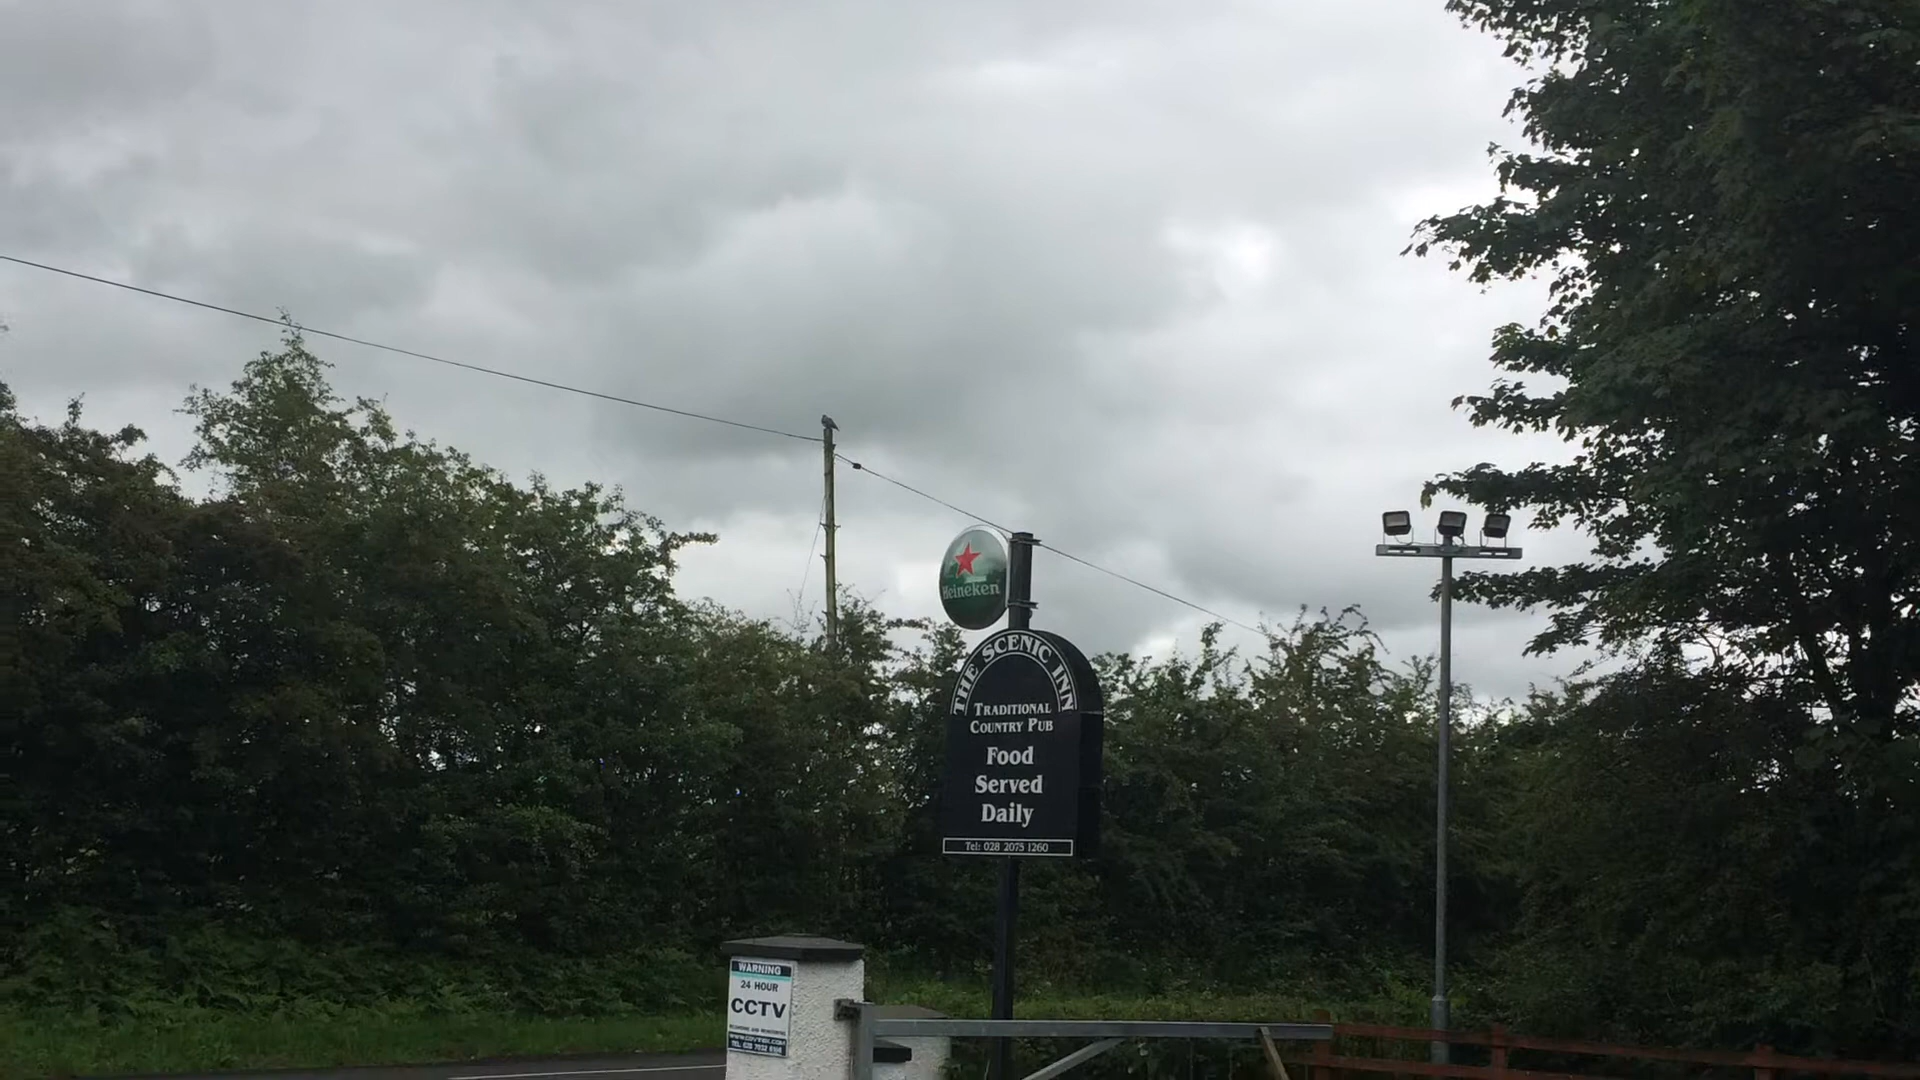 Heineken
THE SCENIC INN
TRADITIONAL
COUNTRY PUB
Food
Served
Daily
Tel: 028 2075 1260
WARNING
24 HOUR
CCTV